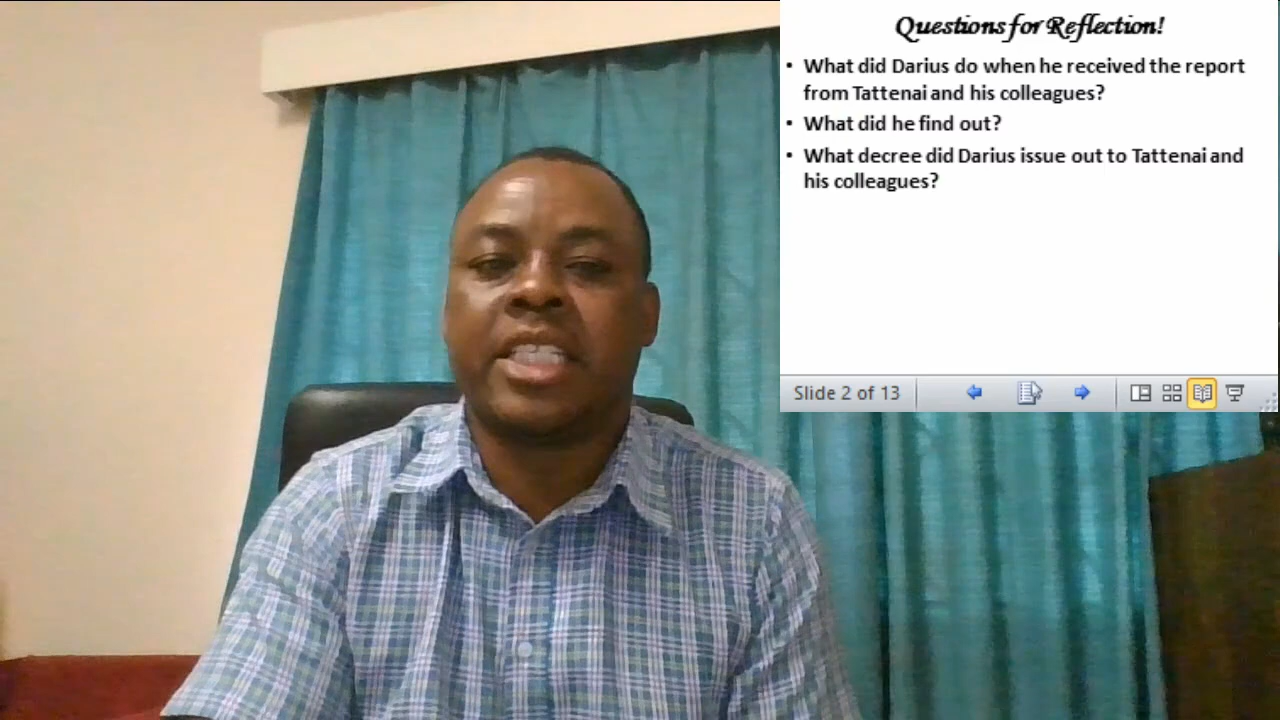 Questions for Reflection!
• What did Darius do when he received the report
from Tattenai and his colleagues?
• What did he find out?
• What decree did Darius issue out to Tattenai and
his colleagues?
Slide 2 of 13